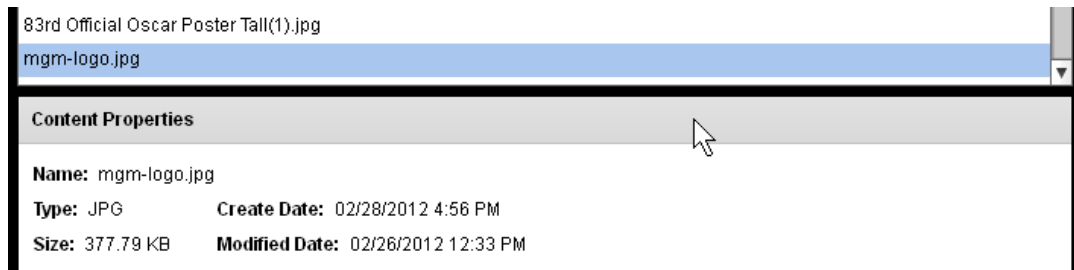 83rd Official Oscar Poster Tall(1).jpg
mgm-logo.jpg
Content Properties
Name: mgm-logo.jpg
Type: JPG Create Date: 02/28/2012 4:56 PM
Size: 377.79 KB Modified Date: 02/26/2012 12:33 PM